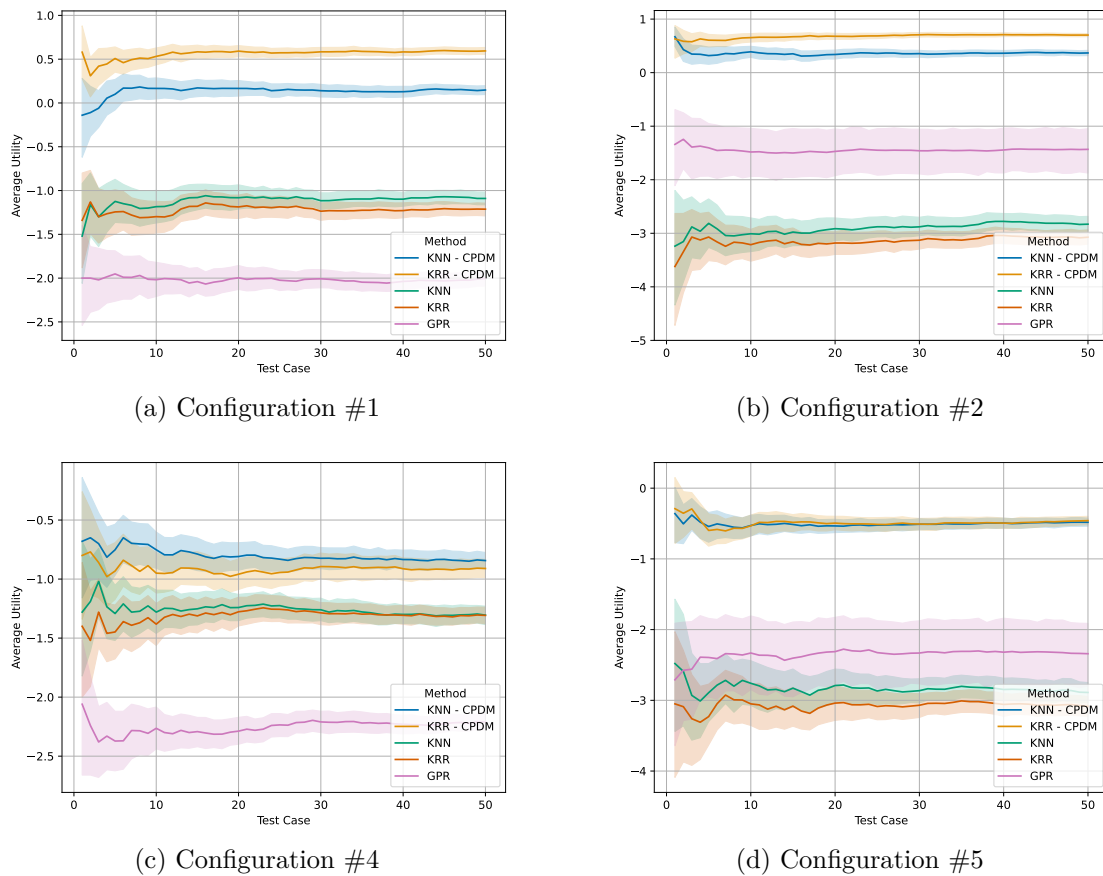 1.0
0.5
0.0
−0.5
−1.0
−1.5
−2.0
−2.5
Average Utility
0 10 20 30 40 50
Test Case
Method
KNN - CPDM
KRR - CPDM
KNN
KRR
GPR
(a) Configuration #1
1
0
−1
−2
−3
−4
−5
Average Utility
0 10 20 30 40 50
Test Case
Method
KNN - CPDM
KRR - CPDM
KNN
KRR
GPR
(b) Configuration #2
−0.5
−1.0
−1.5
−2.0
−2.5
Average Utility
0 10 20 30 40 50
Test Case
Method
KNN - CPDM
KRR - CPDM
KNN
KRR
GPR
(c) Configuration #4
0
−1
−2
−3
−4
Average Utility
0 10 20 30 40 50
Test Case
Method
KNN - CPDM
KRR - CPDM
KNN
KRR
GPR
(d) Configuration #5